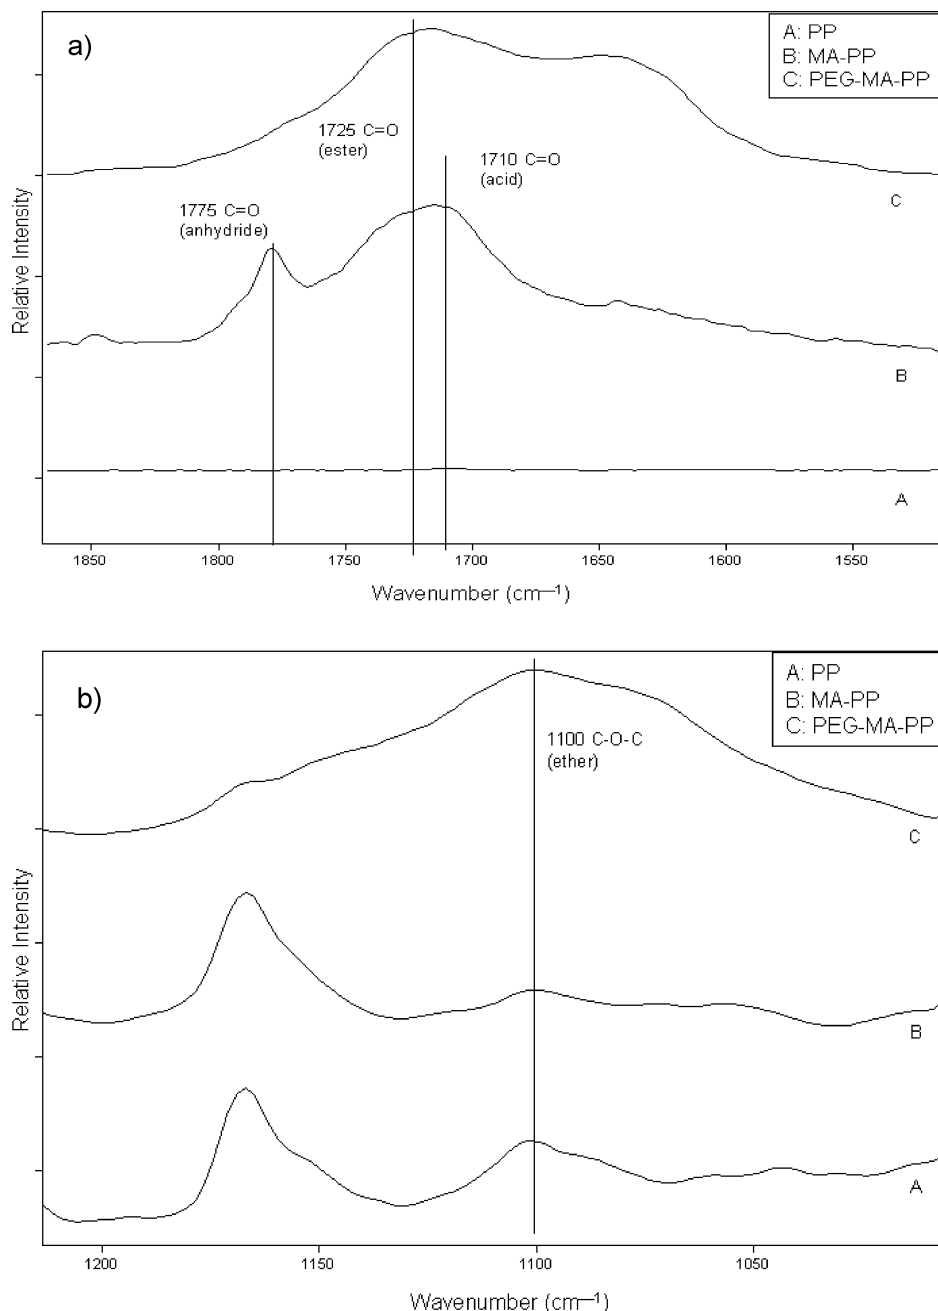 a)
A: PP
B: MA-PP
C: PEG-MA-PP
1725 C=O
(ester)
1710 C=O
(acid)
1775 C=O
(anhydride)
C
B
A
Relative Intensity
1850 1800 1750 1700 1650 1600 1550
Wavenumber (cm—1)
b)
A: PP
B: MA-PP
C: PEG-MA-PP
1100 C-O-C
(ether)
C
B
A
Relative Intensity
1200 1150 1100 1050
Wavenumber (cm—1)